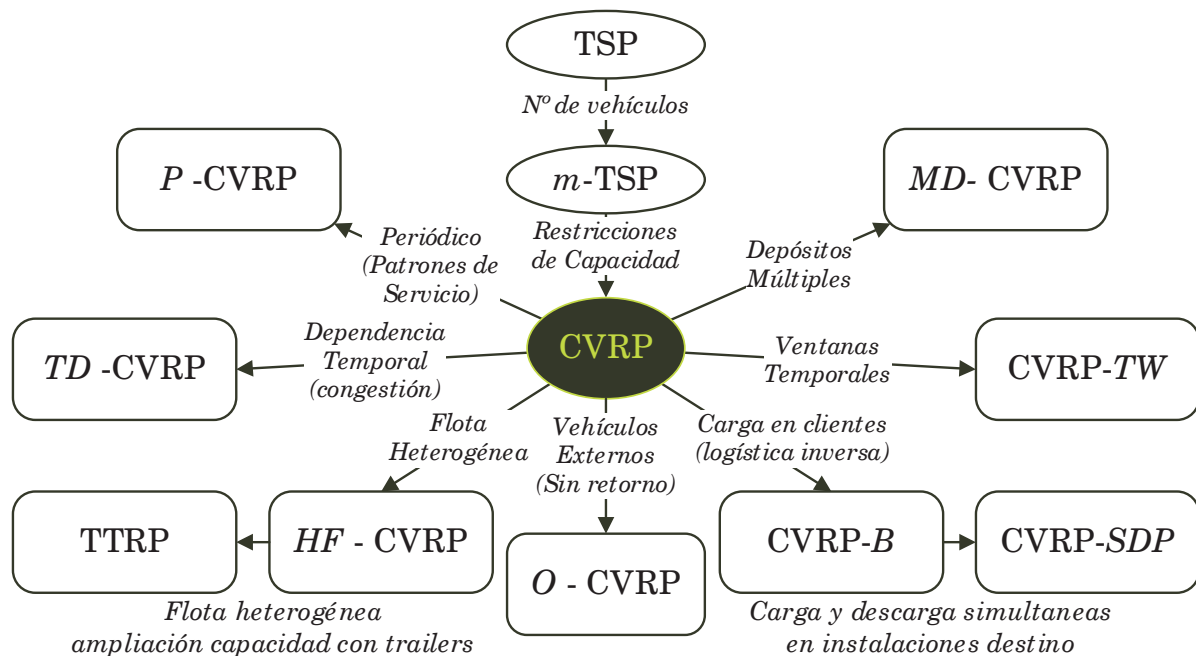 TSP
Nº de vehículos
P -CVRP
m-TSP
MD- CVRP
Periódico
(Patrones de
Servicio)
Restricciones
de Capacidad
Depósitos
Múltiples
Dependencia
Temporal
(congestión)
CVRP
Ventanas
Temporales
TD -CVRP
CVRP-TW
Flota
Heterogénea
Vehículos
Externos
(Sin retorno)
Carga en clientes
(logística inversa)
TTRP
HF - CVRP
O - CVRP
CVRP-B
CVRP-SDP
Flota heterogénea
ampliación capacidad con trailers
Carga y descarga simultaneas
en instalaciones destino